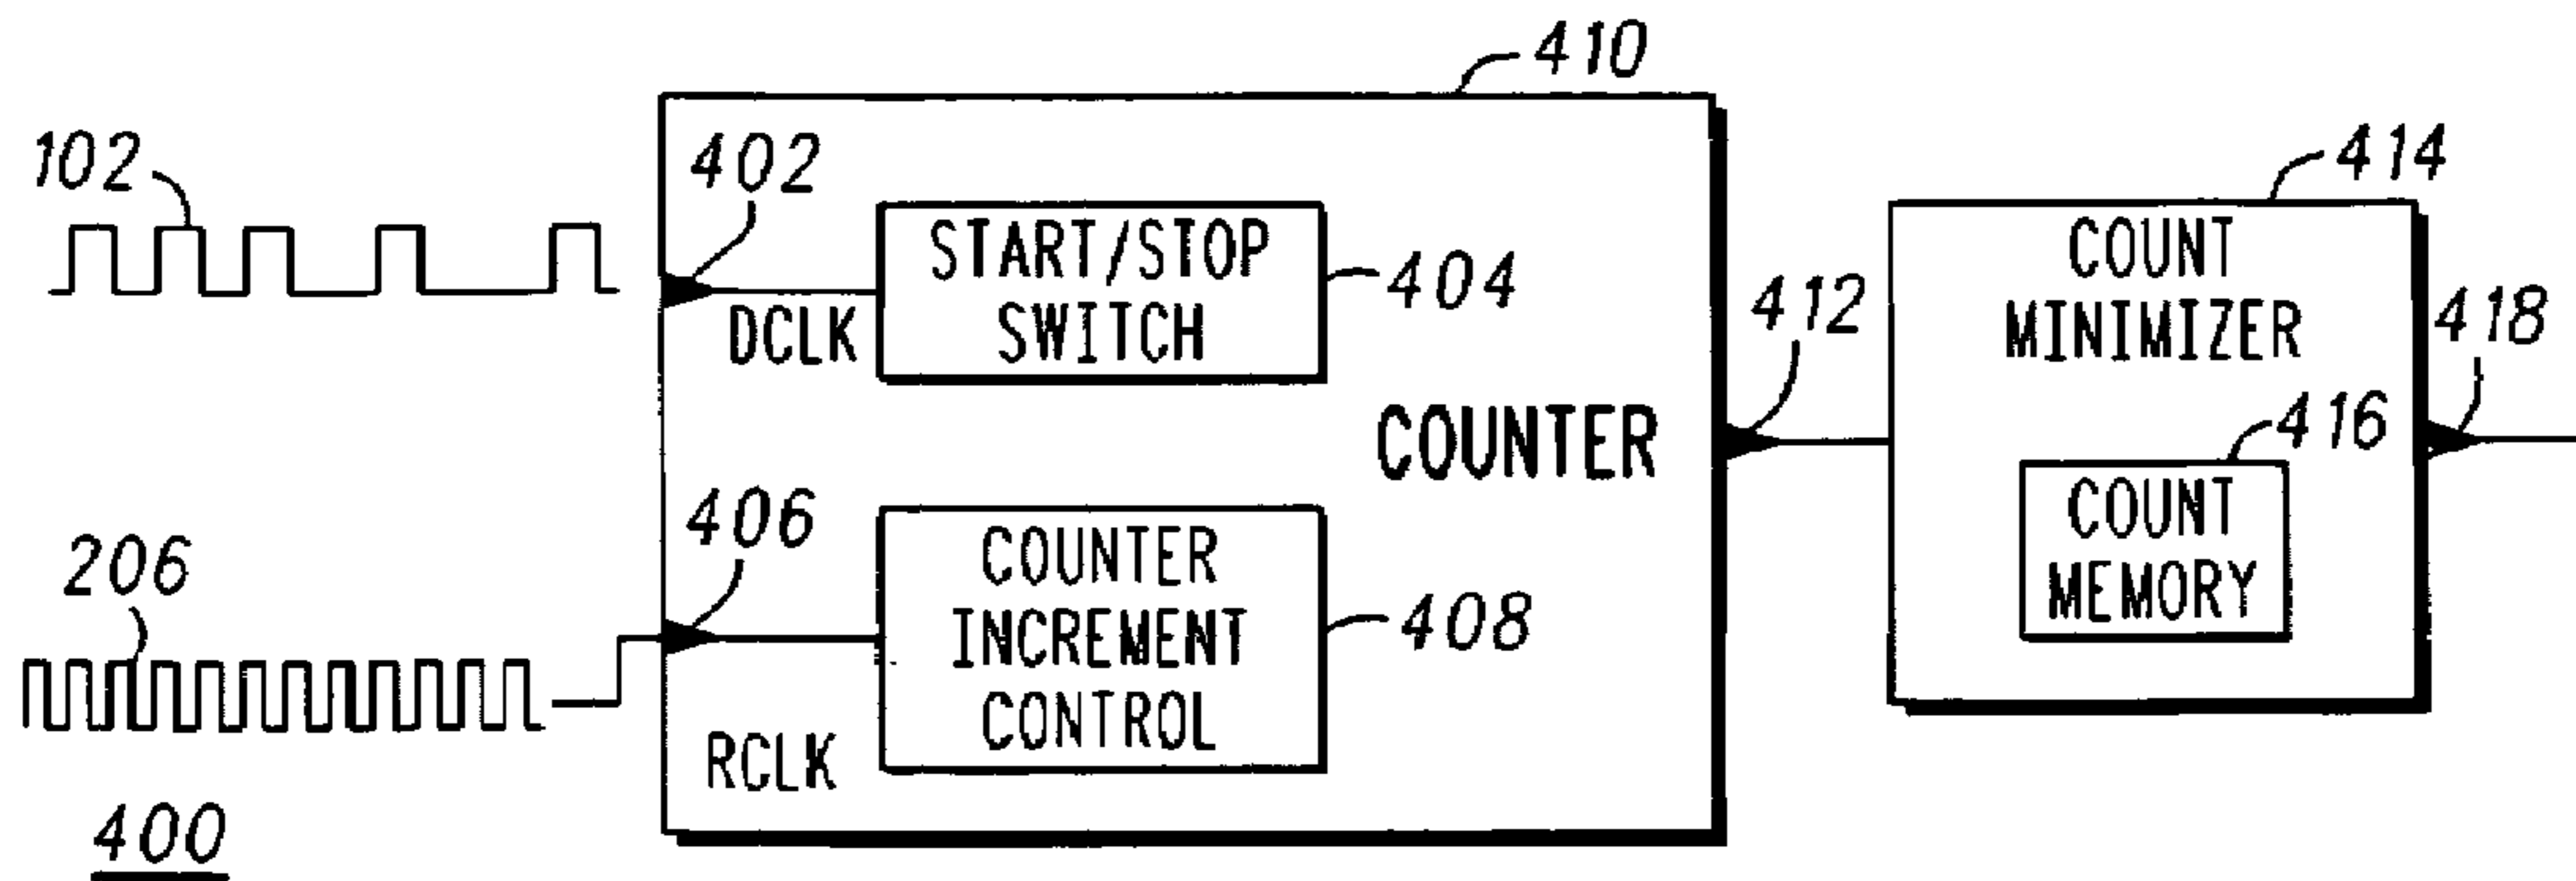 410
102
402
414
START/STOP
SWITCH
404
DCLK
COUNT
MINIMIZER
412
418
COUNTER
416
COUNT
MEMORY
206
406
COUNTER
INCREMENT
CONTROL
408
RCLK
400